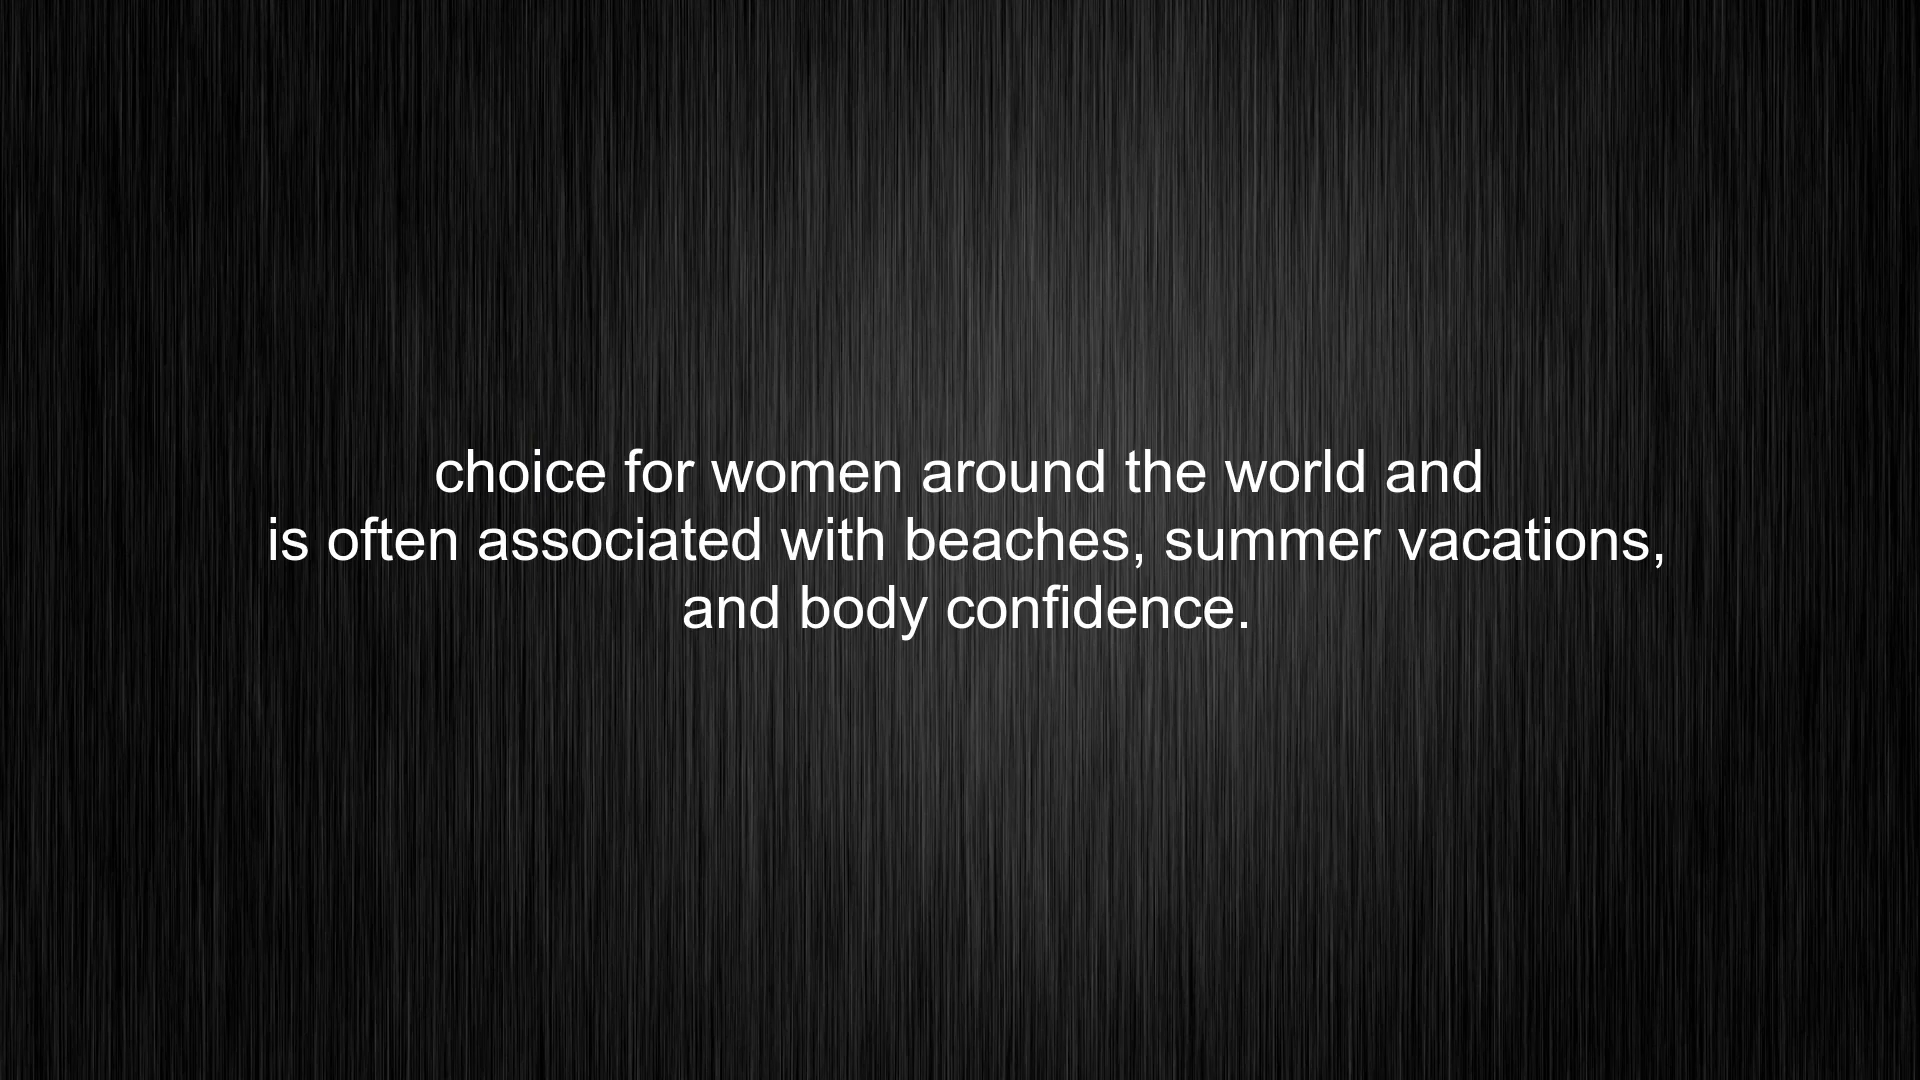 choice for women around the world and
is often associated with beaches, summer vacations,
and body confidence.